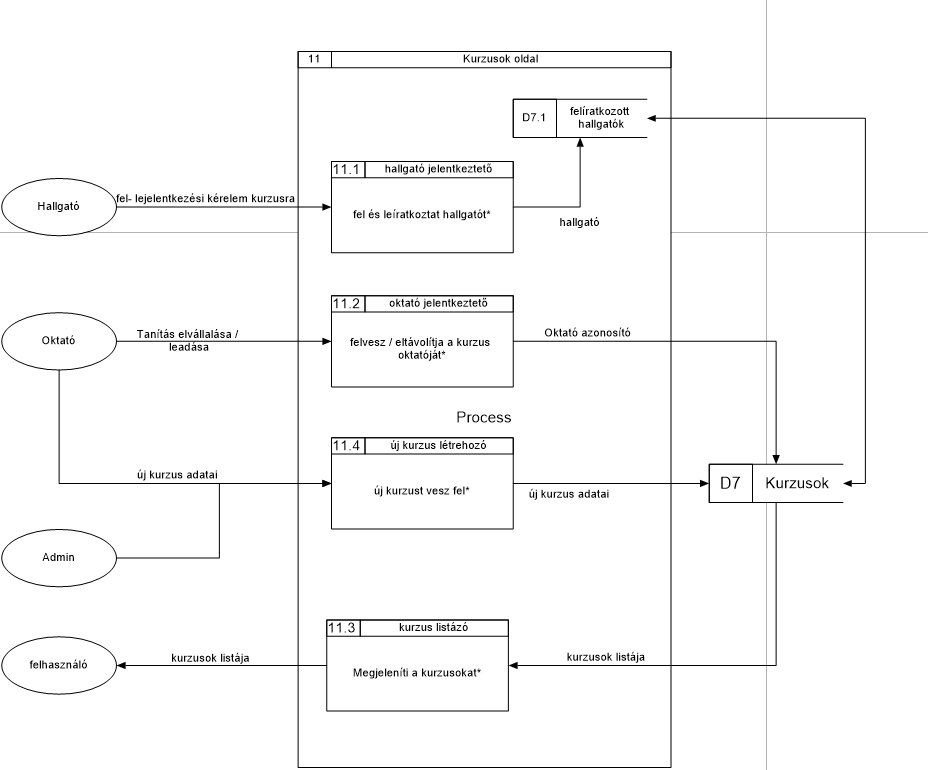 11
Kurzusok oldal
D7.1
felíratkozott
hallgatók
11.1
hallgató jelentkeztető
Hallgató
fel- lejelentkezési kérelem kurzusra
fel és leíratkoztat hallgatót*
hallgató
11.2
oktató jelentkeztető
Oktató
Tanítás elvállalása /
leadása
felvesz / eltávolítja a kurzus
oktatóját*
Oktató azonosító
Process
11.4
új kurzus létrehozó
új kurzus adatai
új kurzust vesz fel*
új kurzus adatai
D7
Kurzusok
Admin
11.3
kurzus listázó
felhasználó
kurzusok listája
Megjeleníti a kurzusokat*
kurzusok listája